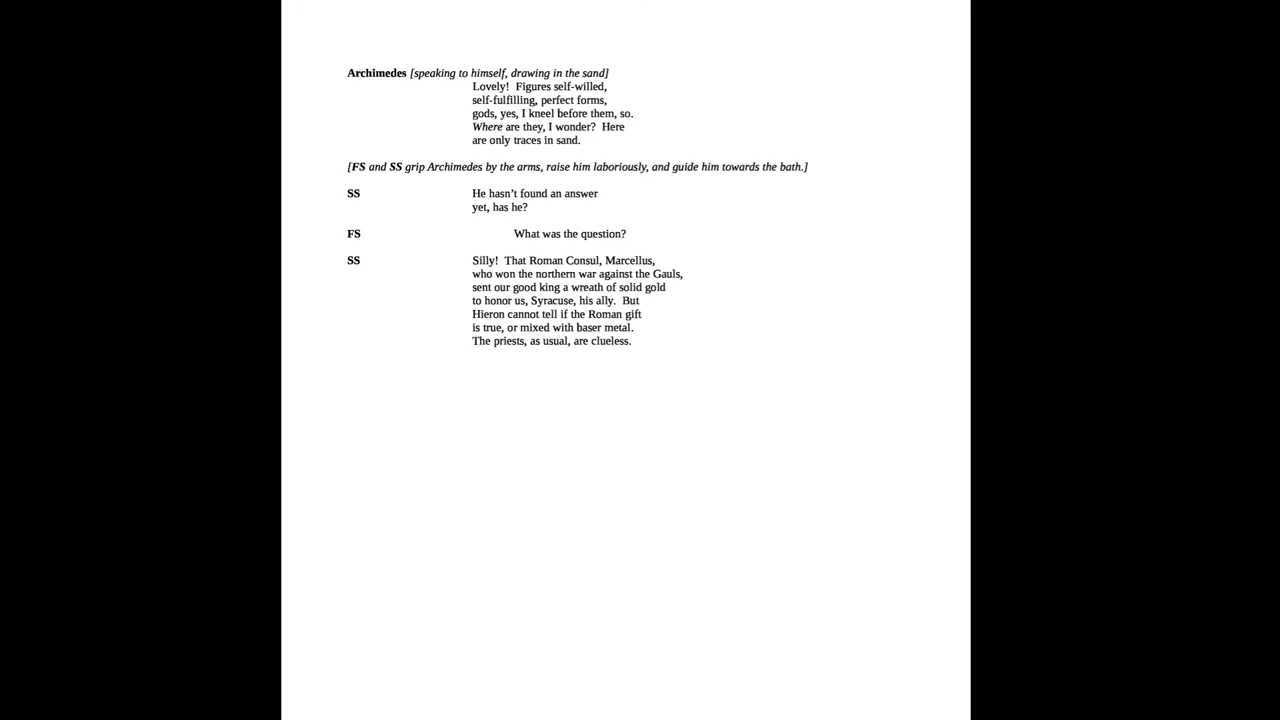 Archimedes [speaking to himself, drawing in the sand]
Lovely!  Figures self-willed,
self-fulfilling, perfect forms,
gods, yes, I kneel before them, so.
Where are they, I wonder?  Here
are only traces in sand.
[FS and SS grip Archimedes by the arms, raise him laboriously, and guide him towards the bath.]
SS He hasn’t found an answer
yet, has he?
FS What was the question?
SS Silly!  That Roman Consul, Marcellus,
who won the northern war against the Gauls,
sent our good king a wreath of solid gold
to honor us, Syracuse, his ally.  But
Hieron cannot tell if the Roman gift
is true, or mixed with baser metal.
The priests, as usual, are clueless.